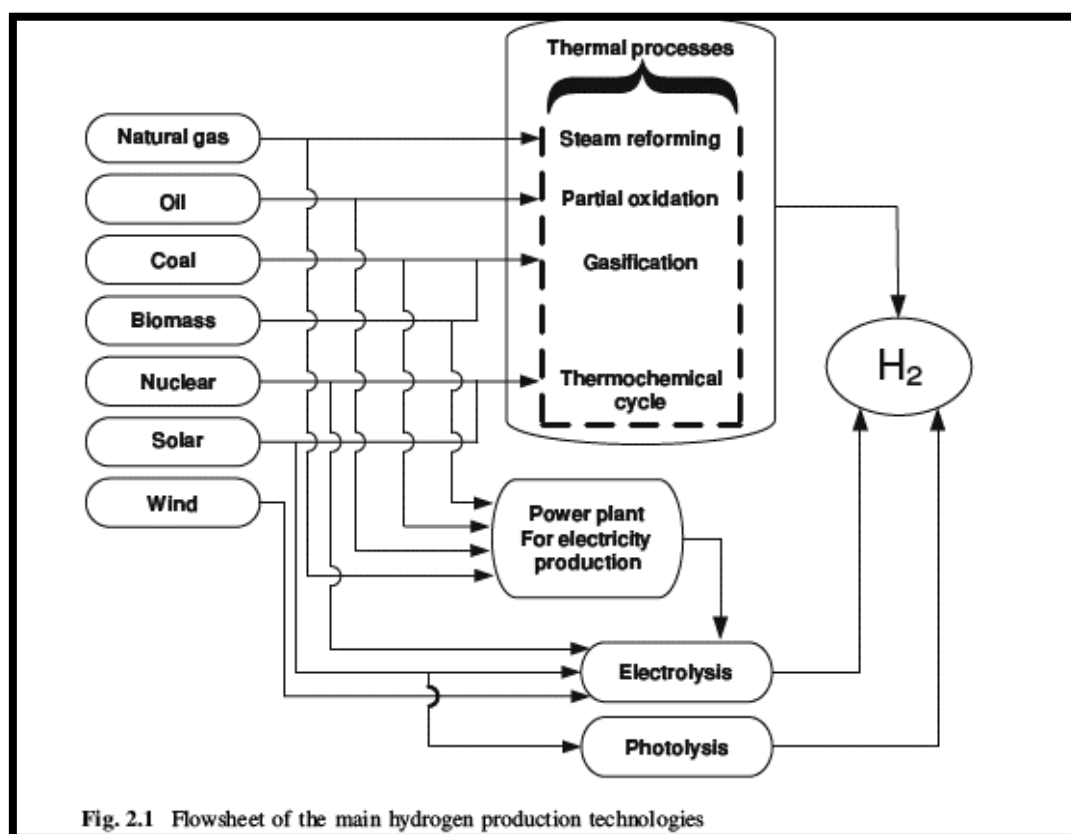 Thermal processes
Natural gas
Steam reforming
Oil
Partial oxidation
Coal
Gasification
Biomass
Nuclear
Thermochemical
cycle
H₂
Solar
Wind
Power plant
For electricity
production
Electrolysis
Photolysis
Fig. 2.1 Flowsheet of the main hydrogen production technologies